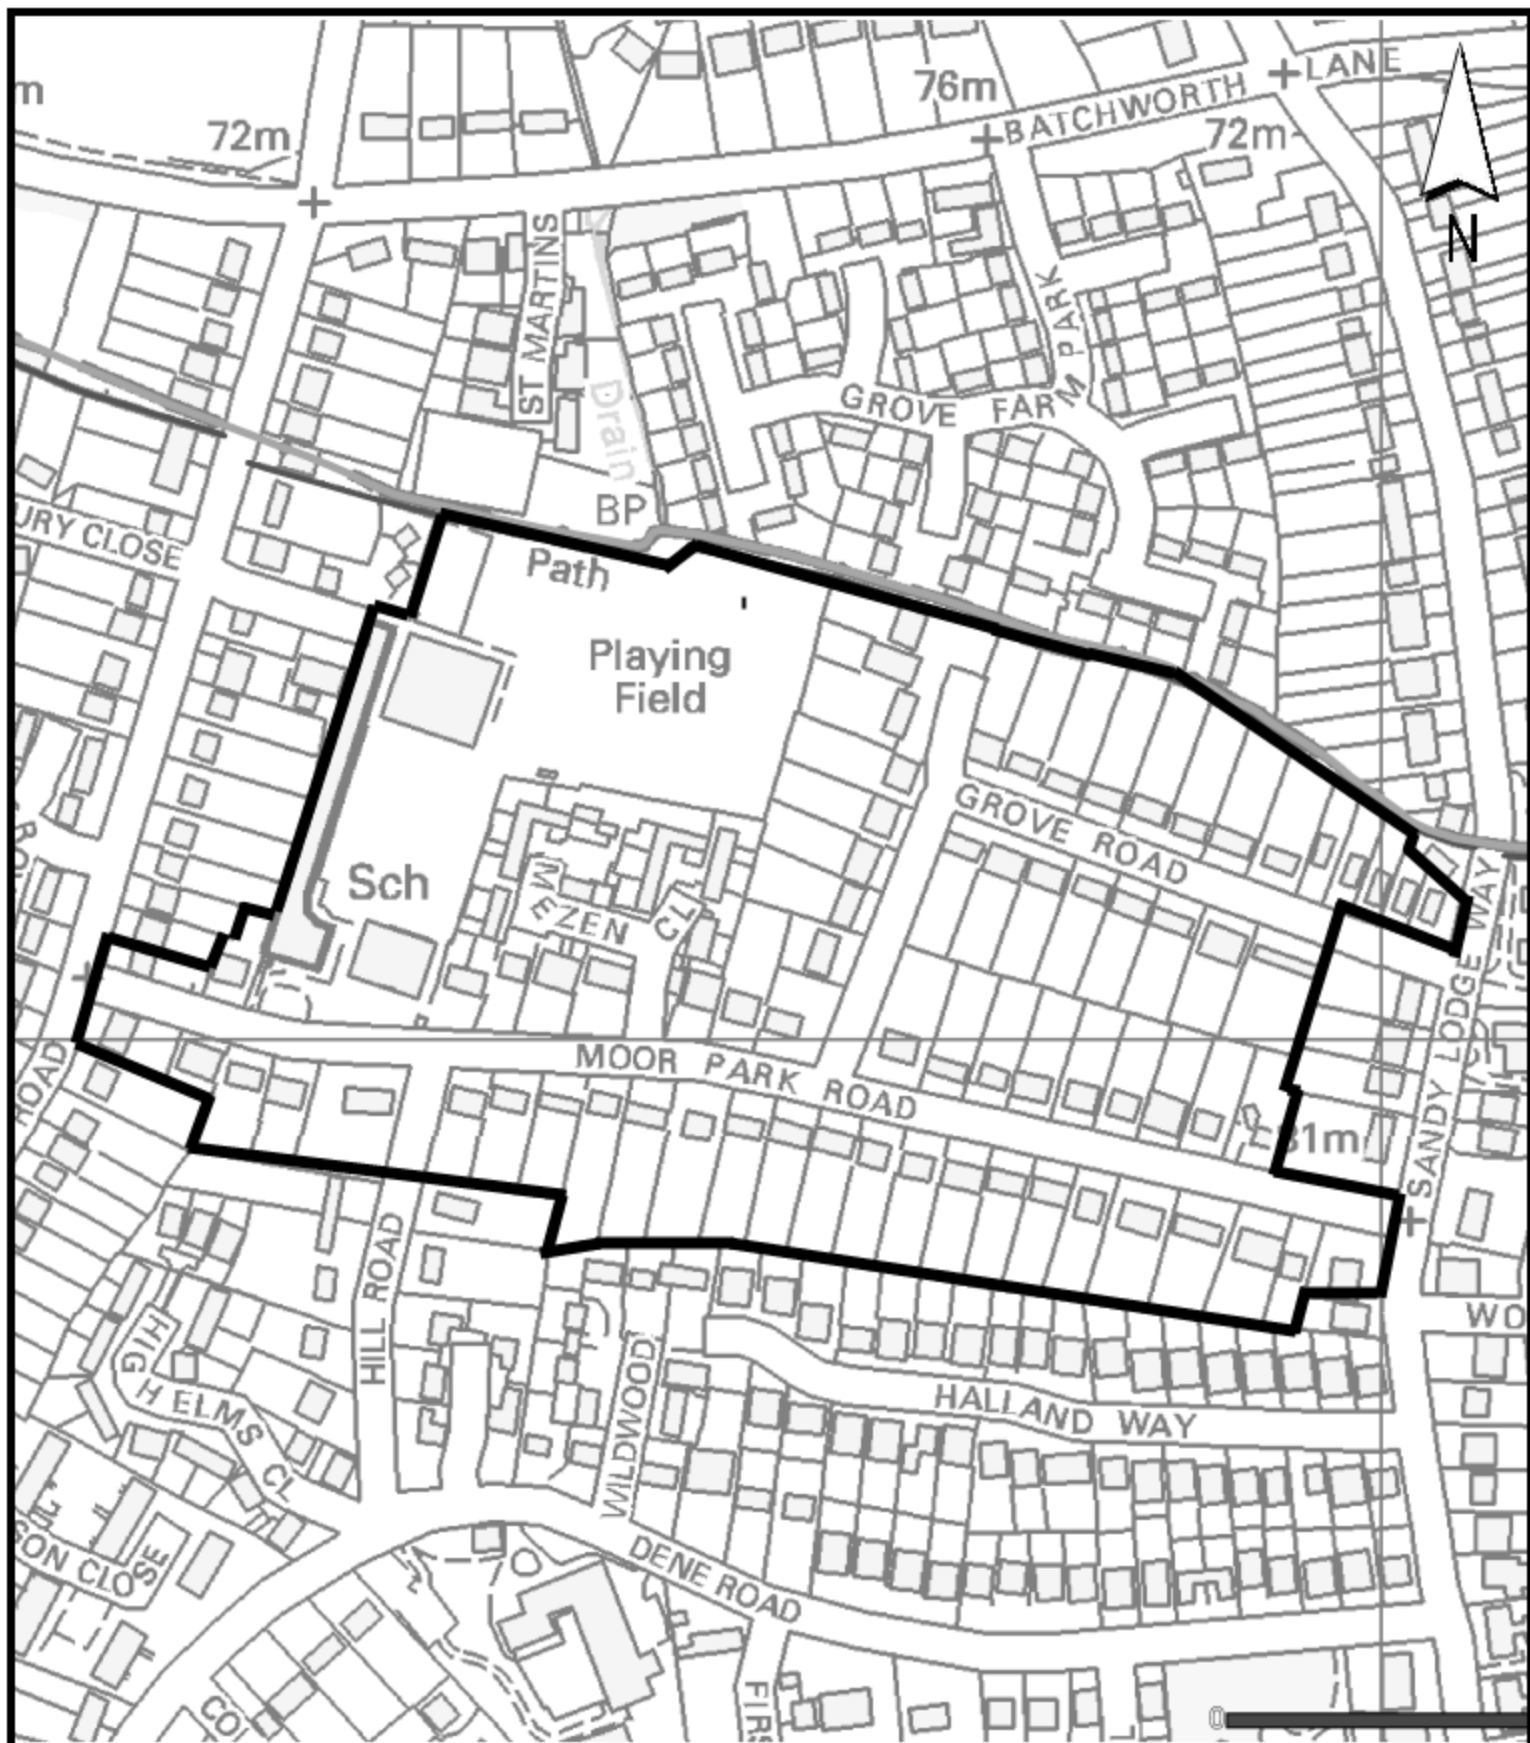 LANE
76m
BATCHWORTH
m
72m
72m
N
ST MARTINS
PARK
Drain
GROVE FARM
BP
URY CLOSE
Path
Playing
Field
GROVE ROAD
Sch
MEZEN CL
SANDY LODGE WAY
MOOR PARK ROAD
ROAD
81m
HILL ROAD
WO
HIGH ELMS CL
WILDWOOD
HALLAND WAY
SON CLOSE
DENE ROAD
FIRS
0